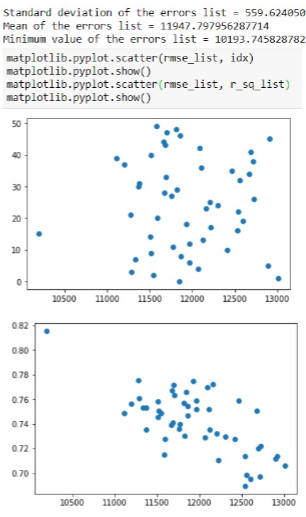 Standard deviation of the errors list = 559.624050
Mean of the errors list = 11947.797956287714
Minimum value of the errors list = 10193.745828782
matplotlib.pyplot.scatter(rmse_list, idx)
matplotlib.pyplot.show()
matplotlib.pyplot.scatter(rmse_list, r_sq_list)
matplotlib.pyplot.show()
50
40
30
20
10
0
10500 11000 11500 12000 12500 13000
0.82
0.80
0.78
0.76
0.74
0.72
0.70
10500 11000 11500 12000 12500 13000